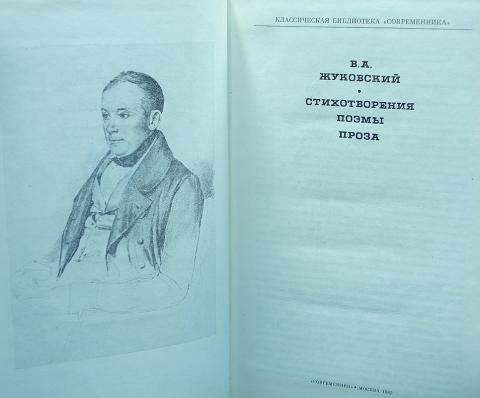 КЛАССИЧЕСКАЯ БИБЛИОТЕКА «СОВРЕМЕННИКА»
В. А.
ЖУКОВСКИЙ
•
СТИХОТВОРЕНИЯ
ПОЭМЫ
ПРОЗА
«СОВРЕМЕННИК» • МОСКВА,